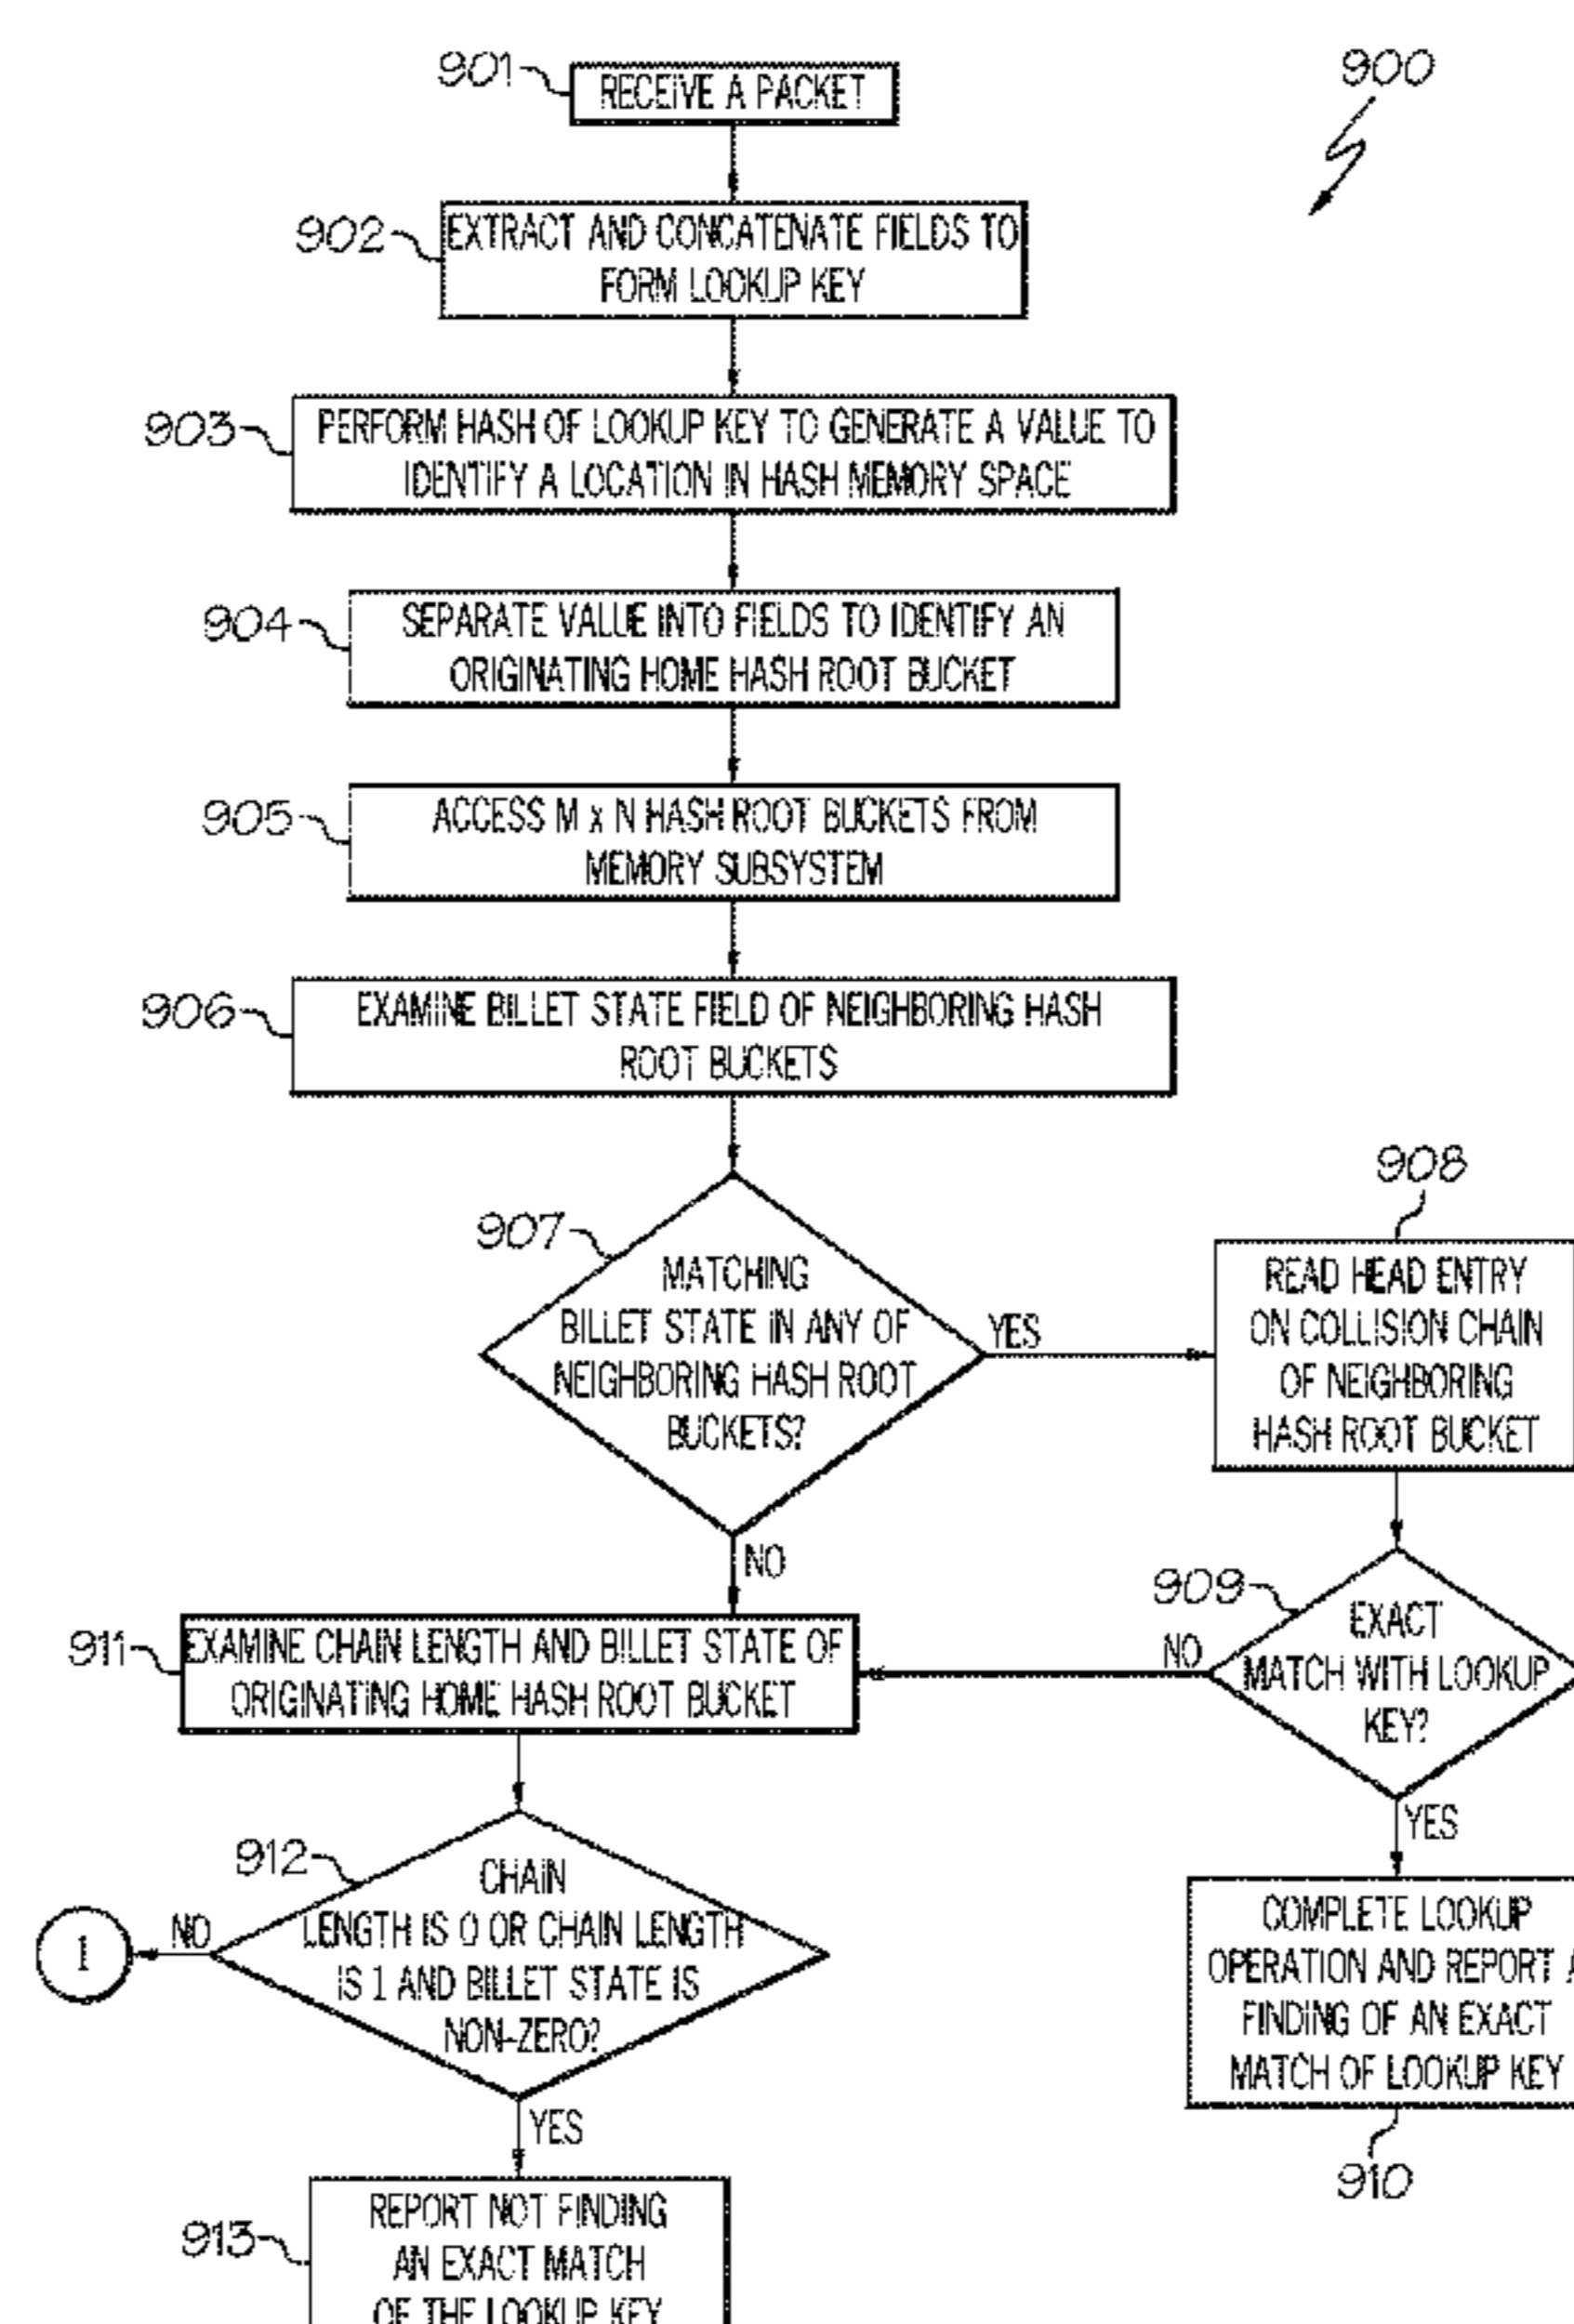 900
901
RECEIVE A PACKET
902
EXTRACT AND CONCATENATE FIELDS TO
FORM LOOKUP KEY
903
PERFORM HASH OF LOOKUP KEY TO GENERATE A VALUE TO
IDENTIFY A LOCATION IN HASH MEMORY SPACE
904
SEPARATE VALUE INTO FIELDS TO IDENTIFY AN
ORIGINATING HOME HASH ROOT BUCKET
905
ACCESS M x N HASH ROOT BUCKETS FROM
MEMORY SUBSYSTEM
906
EXAMINE BILLET STATE FIELD OF NEIGHBORING HASH
ROOT BUCKETS
907
MATCHING
BILLET STATE IN ANY OF
NEIGHBORING HASH ROOT
BUCKETS?
YES
NO
908
READ HEAD ENTRY
ON COLLISION CHAIN
OF NEIGHBORING
HASH ROOT BUCKET
909
EXACT
MATCH WITH LOOKUP
KEY?
NO
YES
COMPLETE LOOKUP
OPERATION AND REPORT A
FINDING OF AN EXACT
MATCH OF LOOKUP KEY
910
911
EXAMINE CHAIN LENGTH AND BILLET STATE OF
ORIGINATING HOME HASH ROOT BUCKET
912
CHAIN
LENGTH IS 0 OR CHAIN LENGTH
IS 1 AND BILLET STATE IS
NON-ZERO?
NO
1
YES
913
REPORT NOT FINDING
AN EXACT MATCH
OF THE LOOKUP KEY